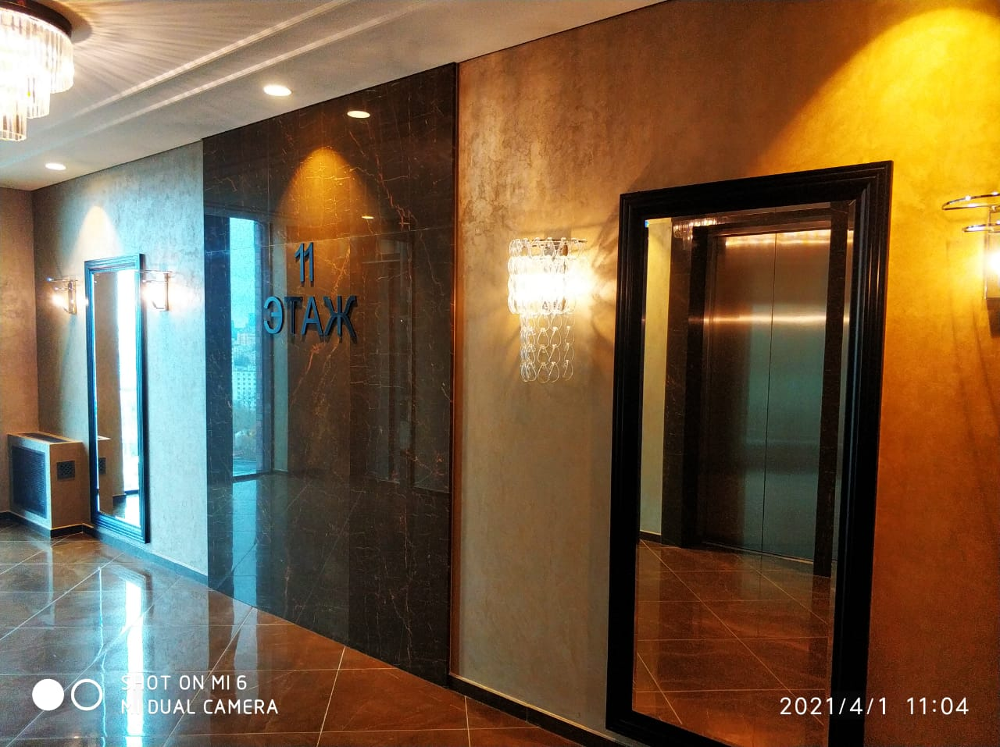 11
ЭТАЖ
SHOT ON MI 6
MI DUAL CAMERA
2021/4/1 11:04